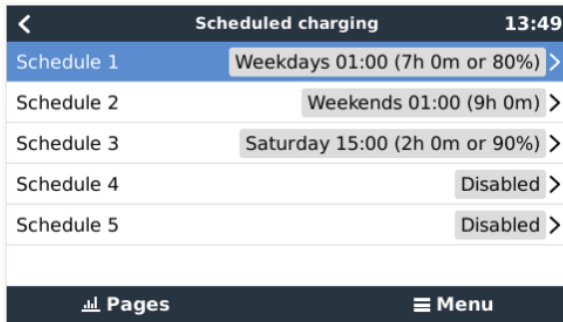 Scheduled charging 13:49
Schedule 1 Weekdays 01:00 (7h 0m or 80%)
Schedule 2 Weekends 01:00 (9h 0m)
Schedule 3 Saturday 15:00 (2h 0m or 90%)
Schedule 4 Disabled
Schedule 5 Disabled
Pages Menu